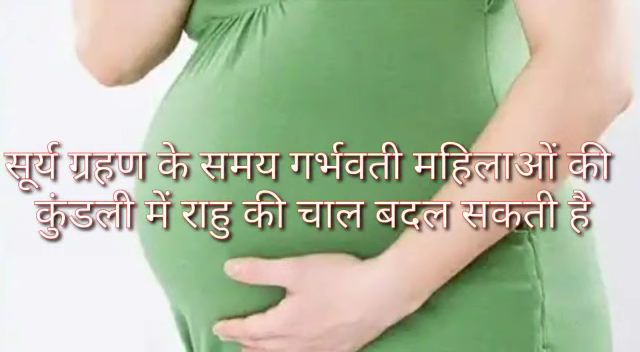 सूर्य ग्रहण के समय गर्भवती महिलाओं की
कुंडली में राहु की चाल बदल सकती है